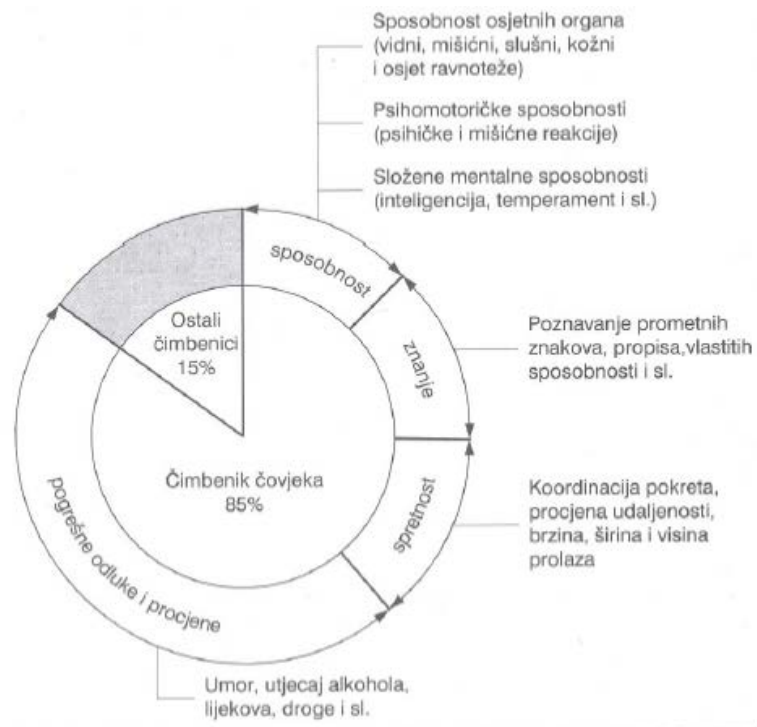 Sposobnost osjetnih organa
(vidni, mišićni, slušni, kožni
i osjet ravnoteže)
Psihomotoričke sposobnosti
(psihičke i mišićne reakcije)
Složene mentalne sposobnosti
(inteligencija, temperament i sl.)
sposobnost
Ostali
čimbenici
15%
znanje
Poznavanje prometnih
znakova, propisa,vlastitih
sposobnosti i sl.
Čimbenik čovjeka
85%
spretnost
Koordinacija pokreta,
procjena udaljenosti,
brzina, širina i visina
prolaza
pogrešne odluke i procjene
Umor, utjecaj alkohola,
lijekova, droge i sl.